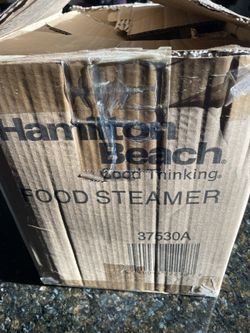 Hamilton
Beach®
Good Thinking®
FOOD STEAMER
37530A